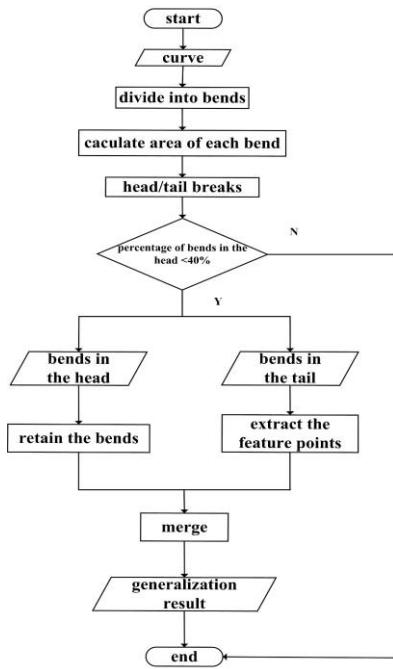 start
curve
divide into bends
caculate area of each bend
head/tail breaks
percentage of bends in the
head <40%
N
Y
bends in
the head
bends in
the tail
retain the bends
extract the
feature points
merge
generalization
result
end